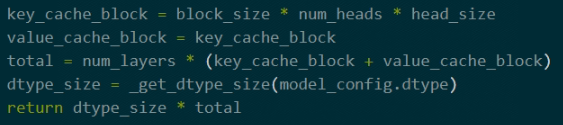 key_cache_block = block_size * num_heads * head_size
value_cache_block = key_cache_block
total = num_layers * (key_cache_block + value_cache_block)
dtype_size = _get_dtype_size(model_config.dtype)
return dtype_size * total